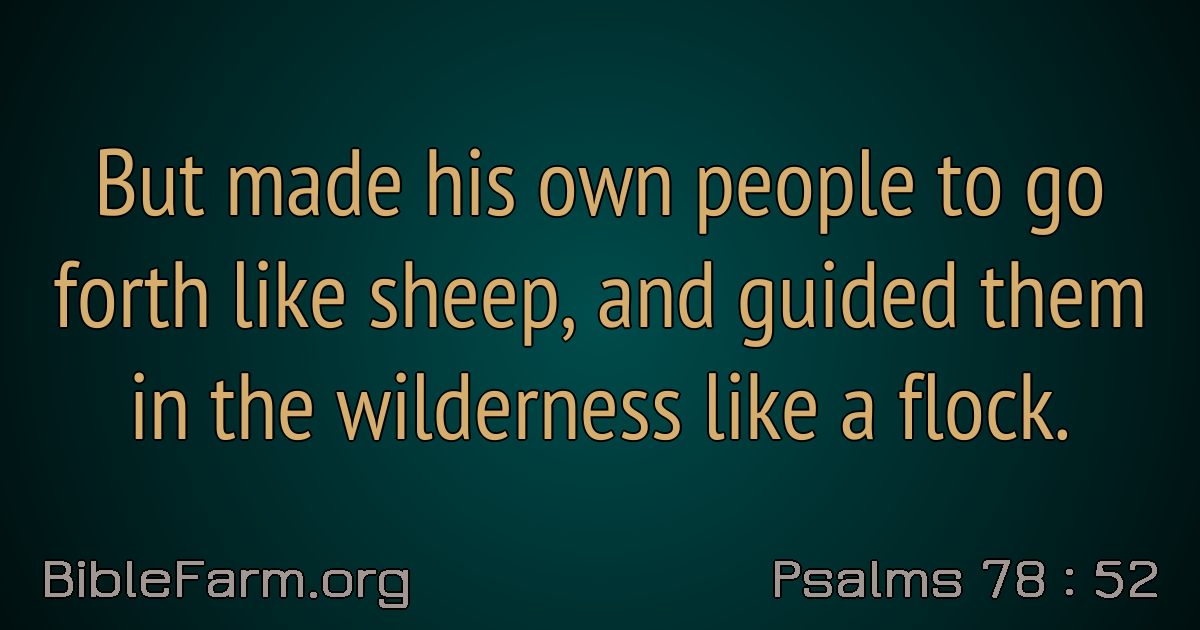 But made his own people to go
forth like sheep, and guided them
in the wilderness like a flock.
BibleFarm.org
Psalms 78 : 52